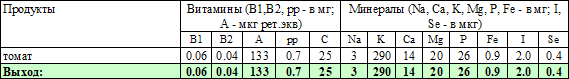 Продукты Витамины (B1,B2, pp - в мг; Минералы (Na, Ca, K, Mg, P, Fe - в мг; I,
A - мкг рет.экв) Se - в мкг)
B1 B2 A pp C Na K Ca Mg P Fe I Se
томат 0.06 0.04 133 0.7 25 3 290 14 20 26 0.9 2.0 0.4
Выход: 0.06 0.04 133 0.7 25 3 290 14 20 26 0.9 2.0 0.4